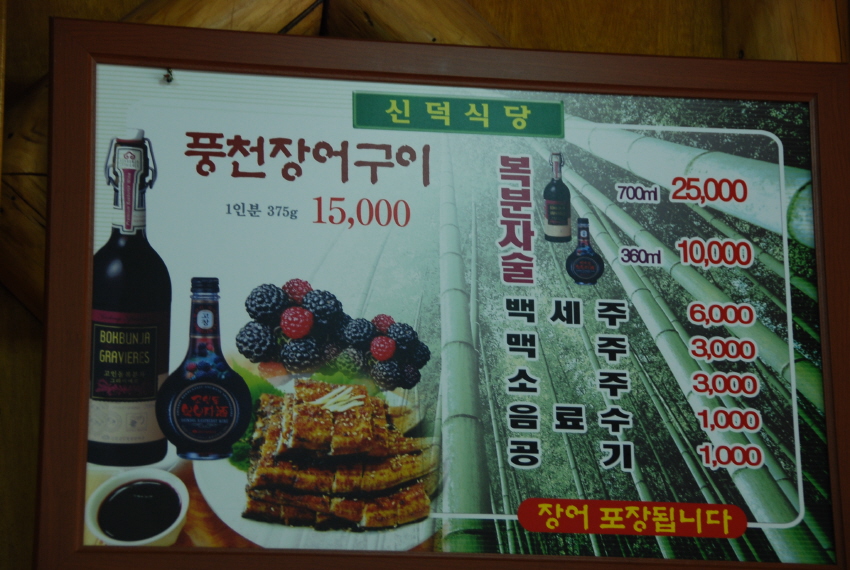 신덕식당
풍천장어구이
1인분 375g 15,000
복분자술
700ml 25,000
360ml 10,000
백세주 6,000
맥주 3,000
소주 3,000
음료수 1,000
공기 1,000
BOHBUNJA
GRAVIERES
장어 포장됩니다